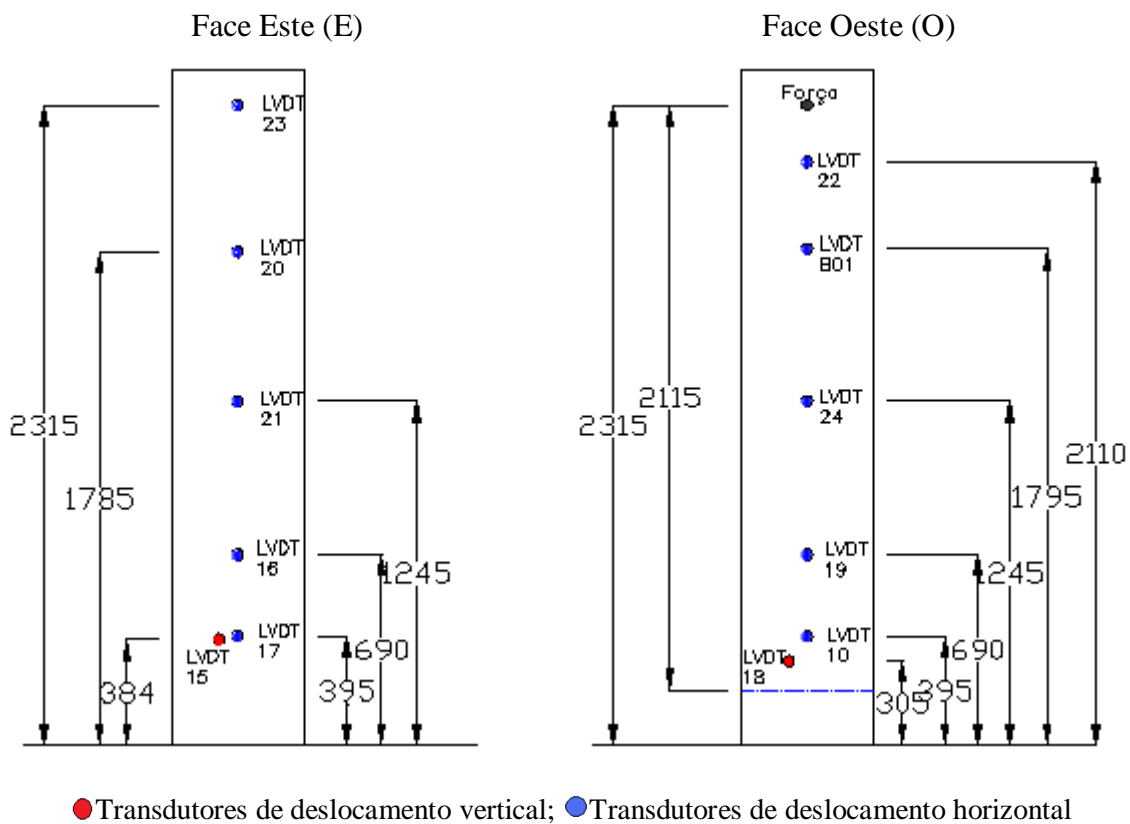 Face Este (E)
Face Oeste (O)
LVDT
23
LVDT
20
LVDT
21
LVDT
16
LVDT
17
LVDT
15
2315
1785
384
395
690
1245
Força
LVDT
22
LVDT
B01
LVDT
24
LVDT
19
LVDT
10
LVDT
18
2315
2115
305
395
690
1245
1795
2110
Transdutores de deslocamento vertical; Transdutores de deslocamento horizontal